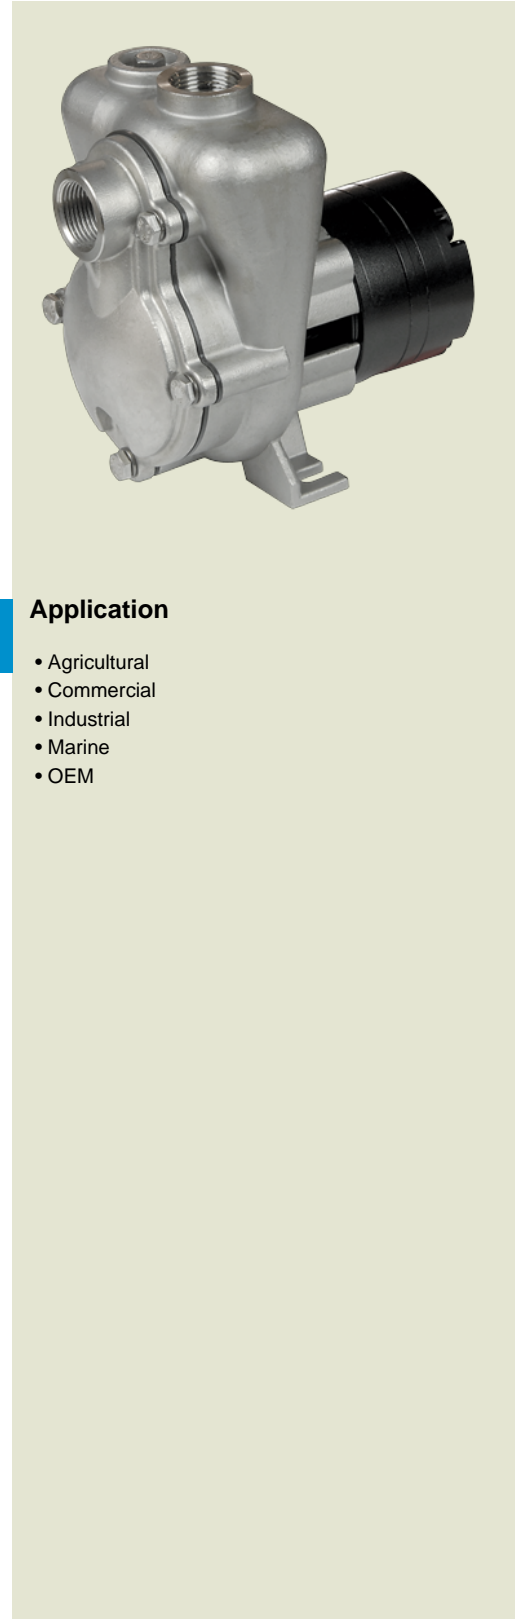 Application
• Agricultural
• Commercial
• Industrial
• Marine
• OEM